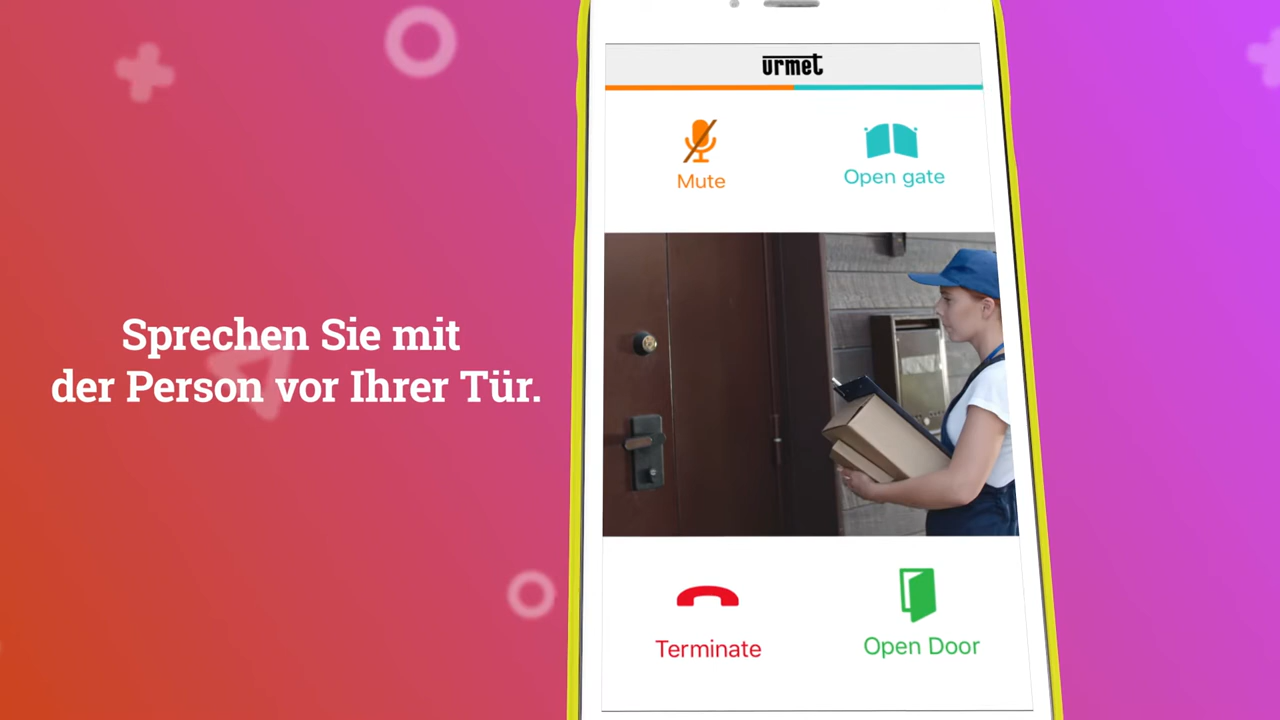 Sprechen Sie mit
der Person vor Ihrer Tür.
urmet
Mute
Open gate
Terminate
Open Door